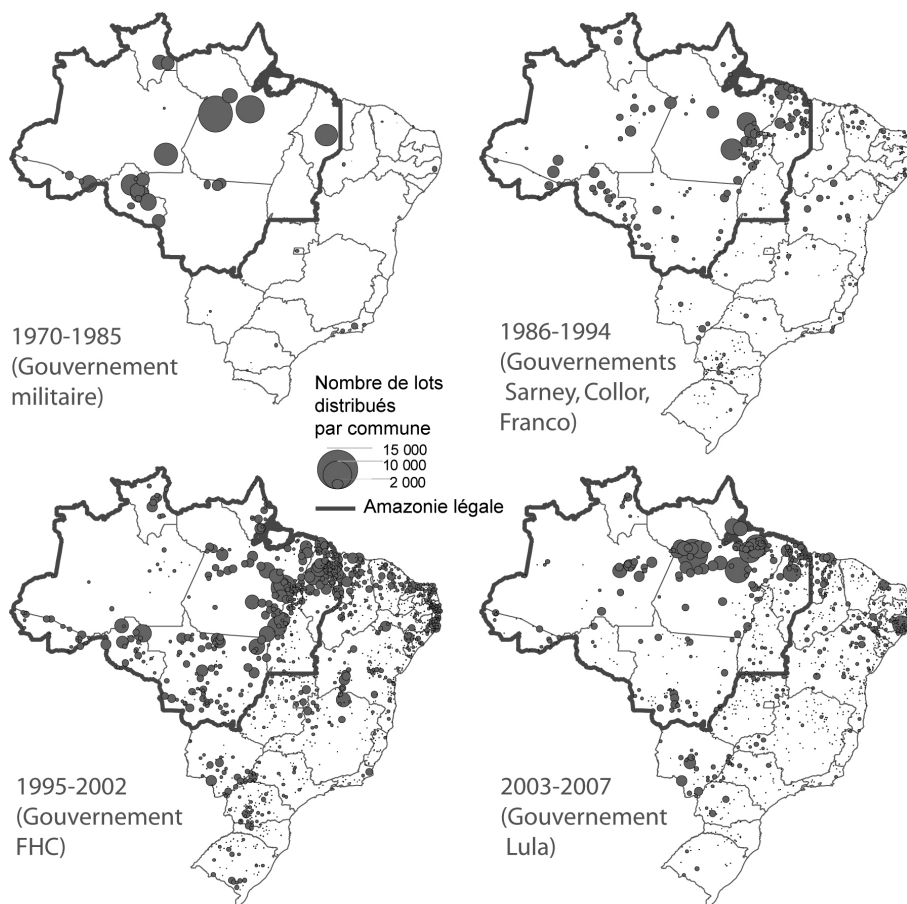 1970-1985
(Gouvernement
militaire)
1986-1994
(Gouvernements
Sarney, Collor,
Franco)
Nombre de lots
distribués
par commune
15 000
10 000
2 000
Amazonie légale
1995-2002
(Gouvernement
FHC)
2003-2007
(Gouvernement
Lula)